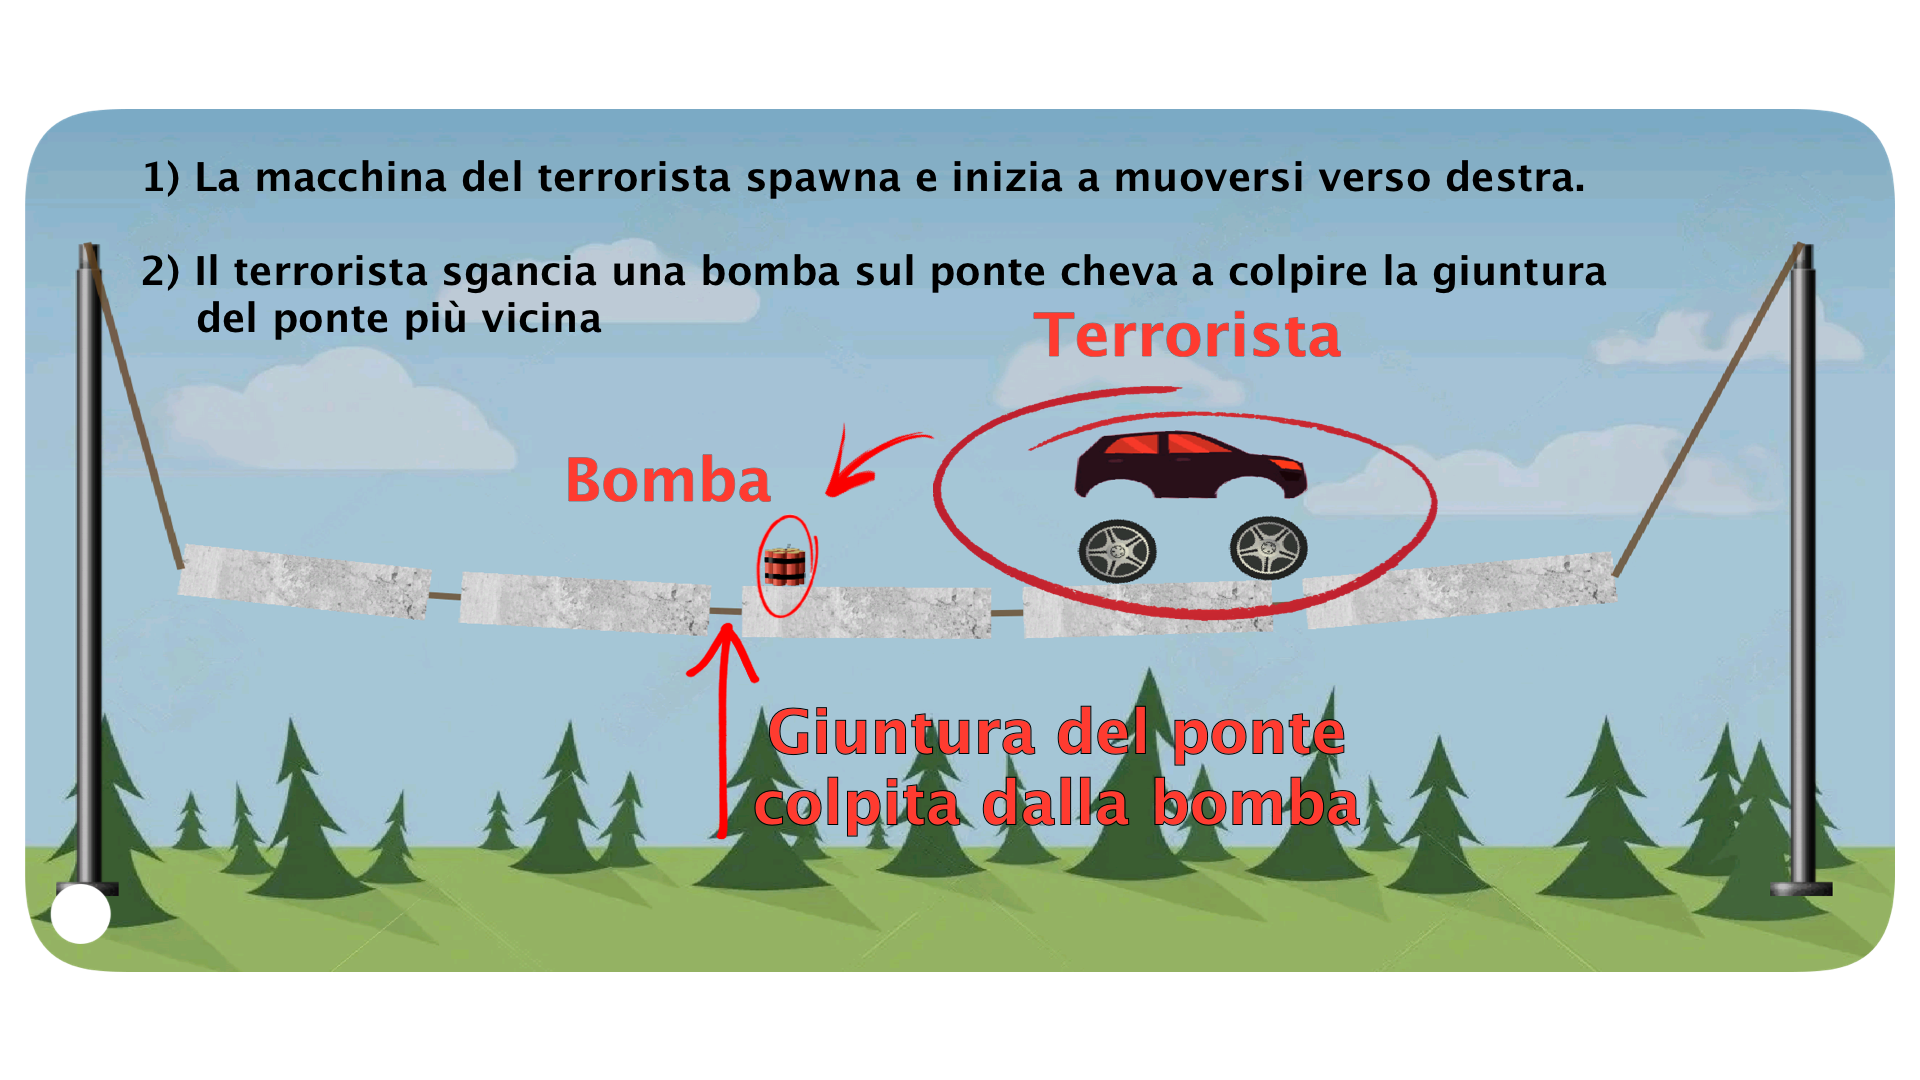 1) La macchina del terrorista spawna e inizia a muoversi verso destra.
2) Il terrorista sgancia una bomba sul ponte cheva a colpire la giuntura
del ponte più vicina
Terrorista
Bomba
Giuntura del ponte
colpita dalla bomba